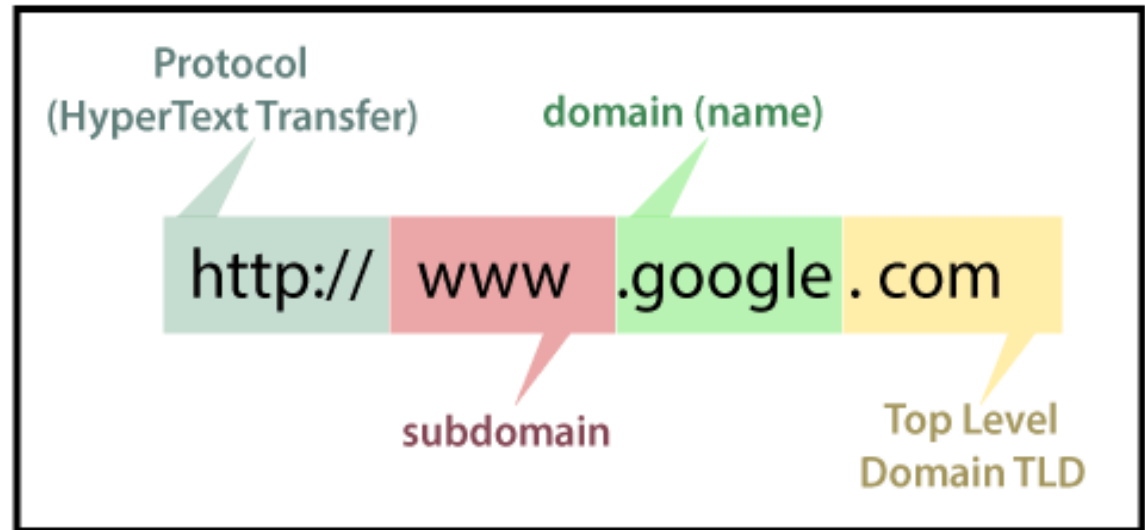 Protocol
(HyperText Transfer)
domain (name)
http:// www .google . com
subdomain
Top Level
Domain TLD